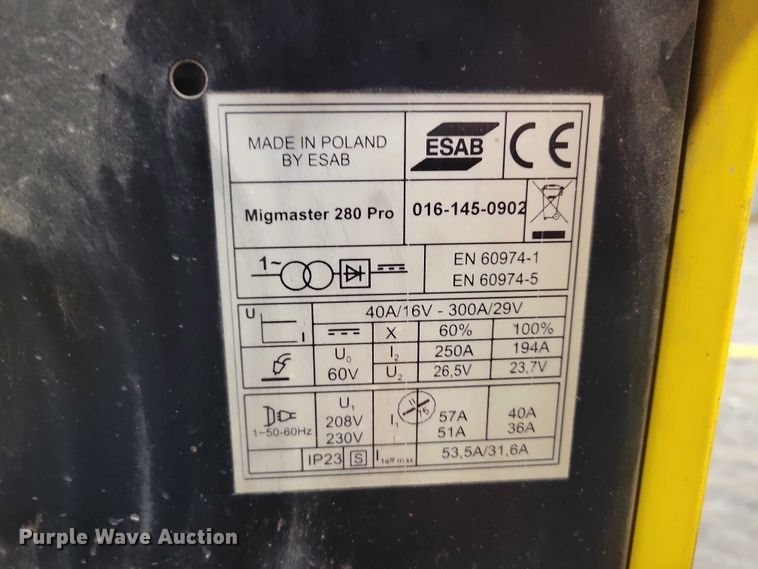 MADE IN POLAND
BY ESAB
ESAB
CE
Migmaster 280 Pro
016-145-0902
1~
EN 60974-1
EN 60974-5
U
I
40A/16V - 300A/29V
X 60% 100%
U0
60V
I2 250A 194A
U2 26,5V 23,7V
1~50-60Hz
U1
208V
230V
I1
57A 40A
51A 36A
IP23 S
I1eff max
53,5A/31,6A
Purple Wave Auction